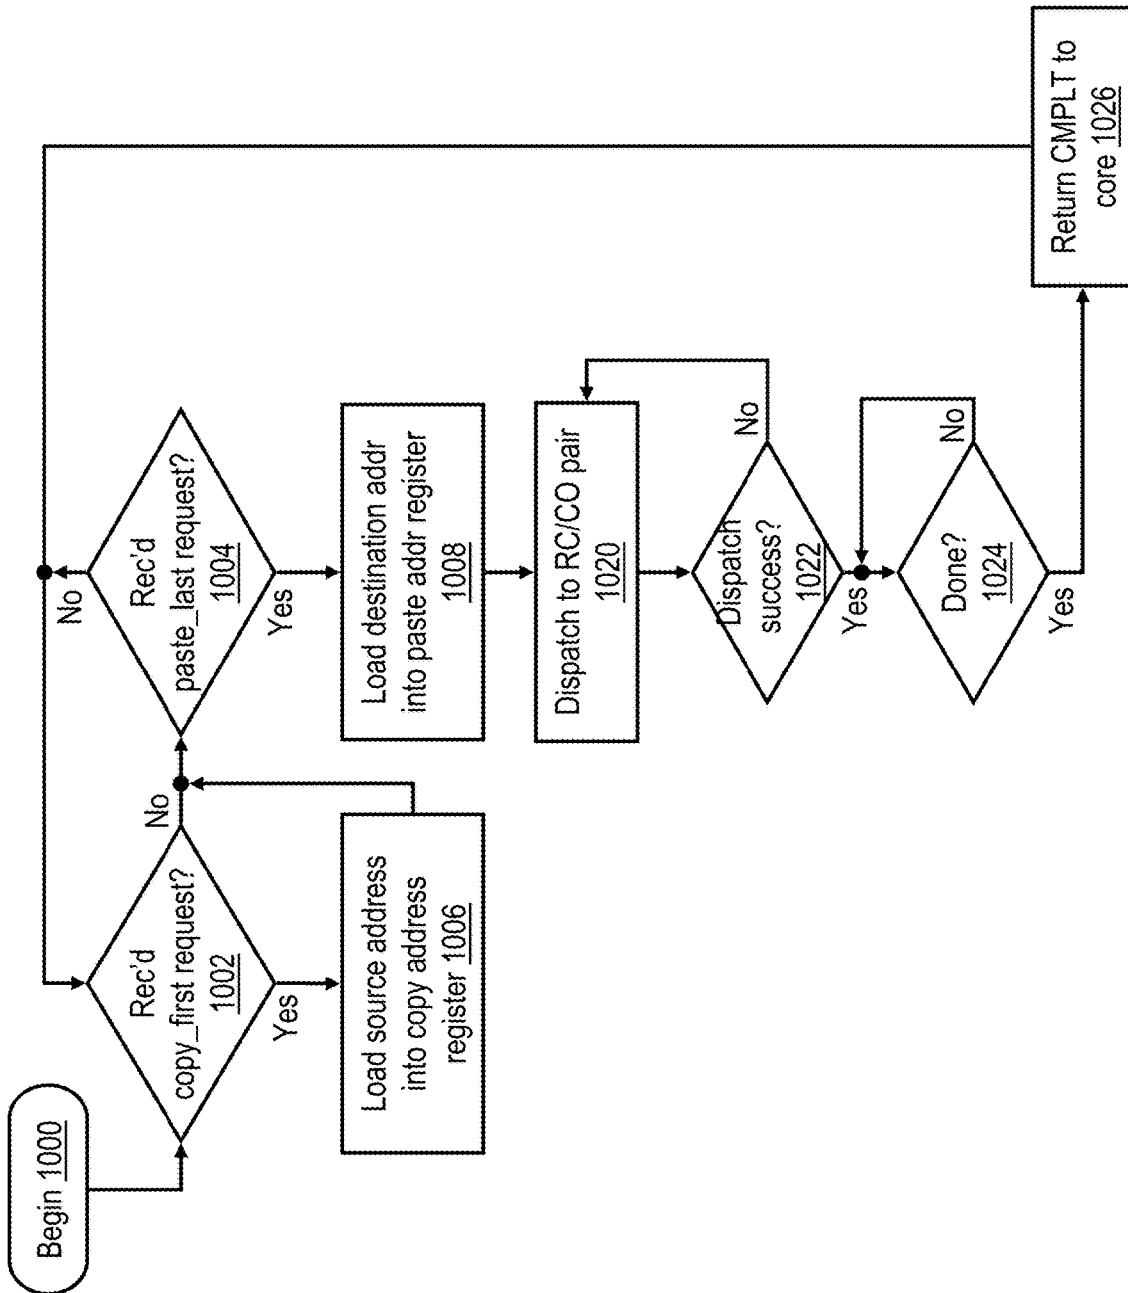 Begin 1000
Rec'd
copy_first request?
1002
No
Yes
Load source address
into copy address
register 1006
Rec'd
paste_last request?
1004
No
Yes
Load destination addr
into paste addr register
1008
Dispatch to RC/CO pair
1020
Dispatch
success?
1022
No
Yes
Done?
1024
No
Yes
Return CMPLT to
core 1026